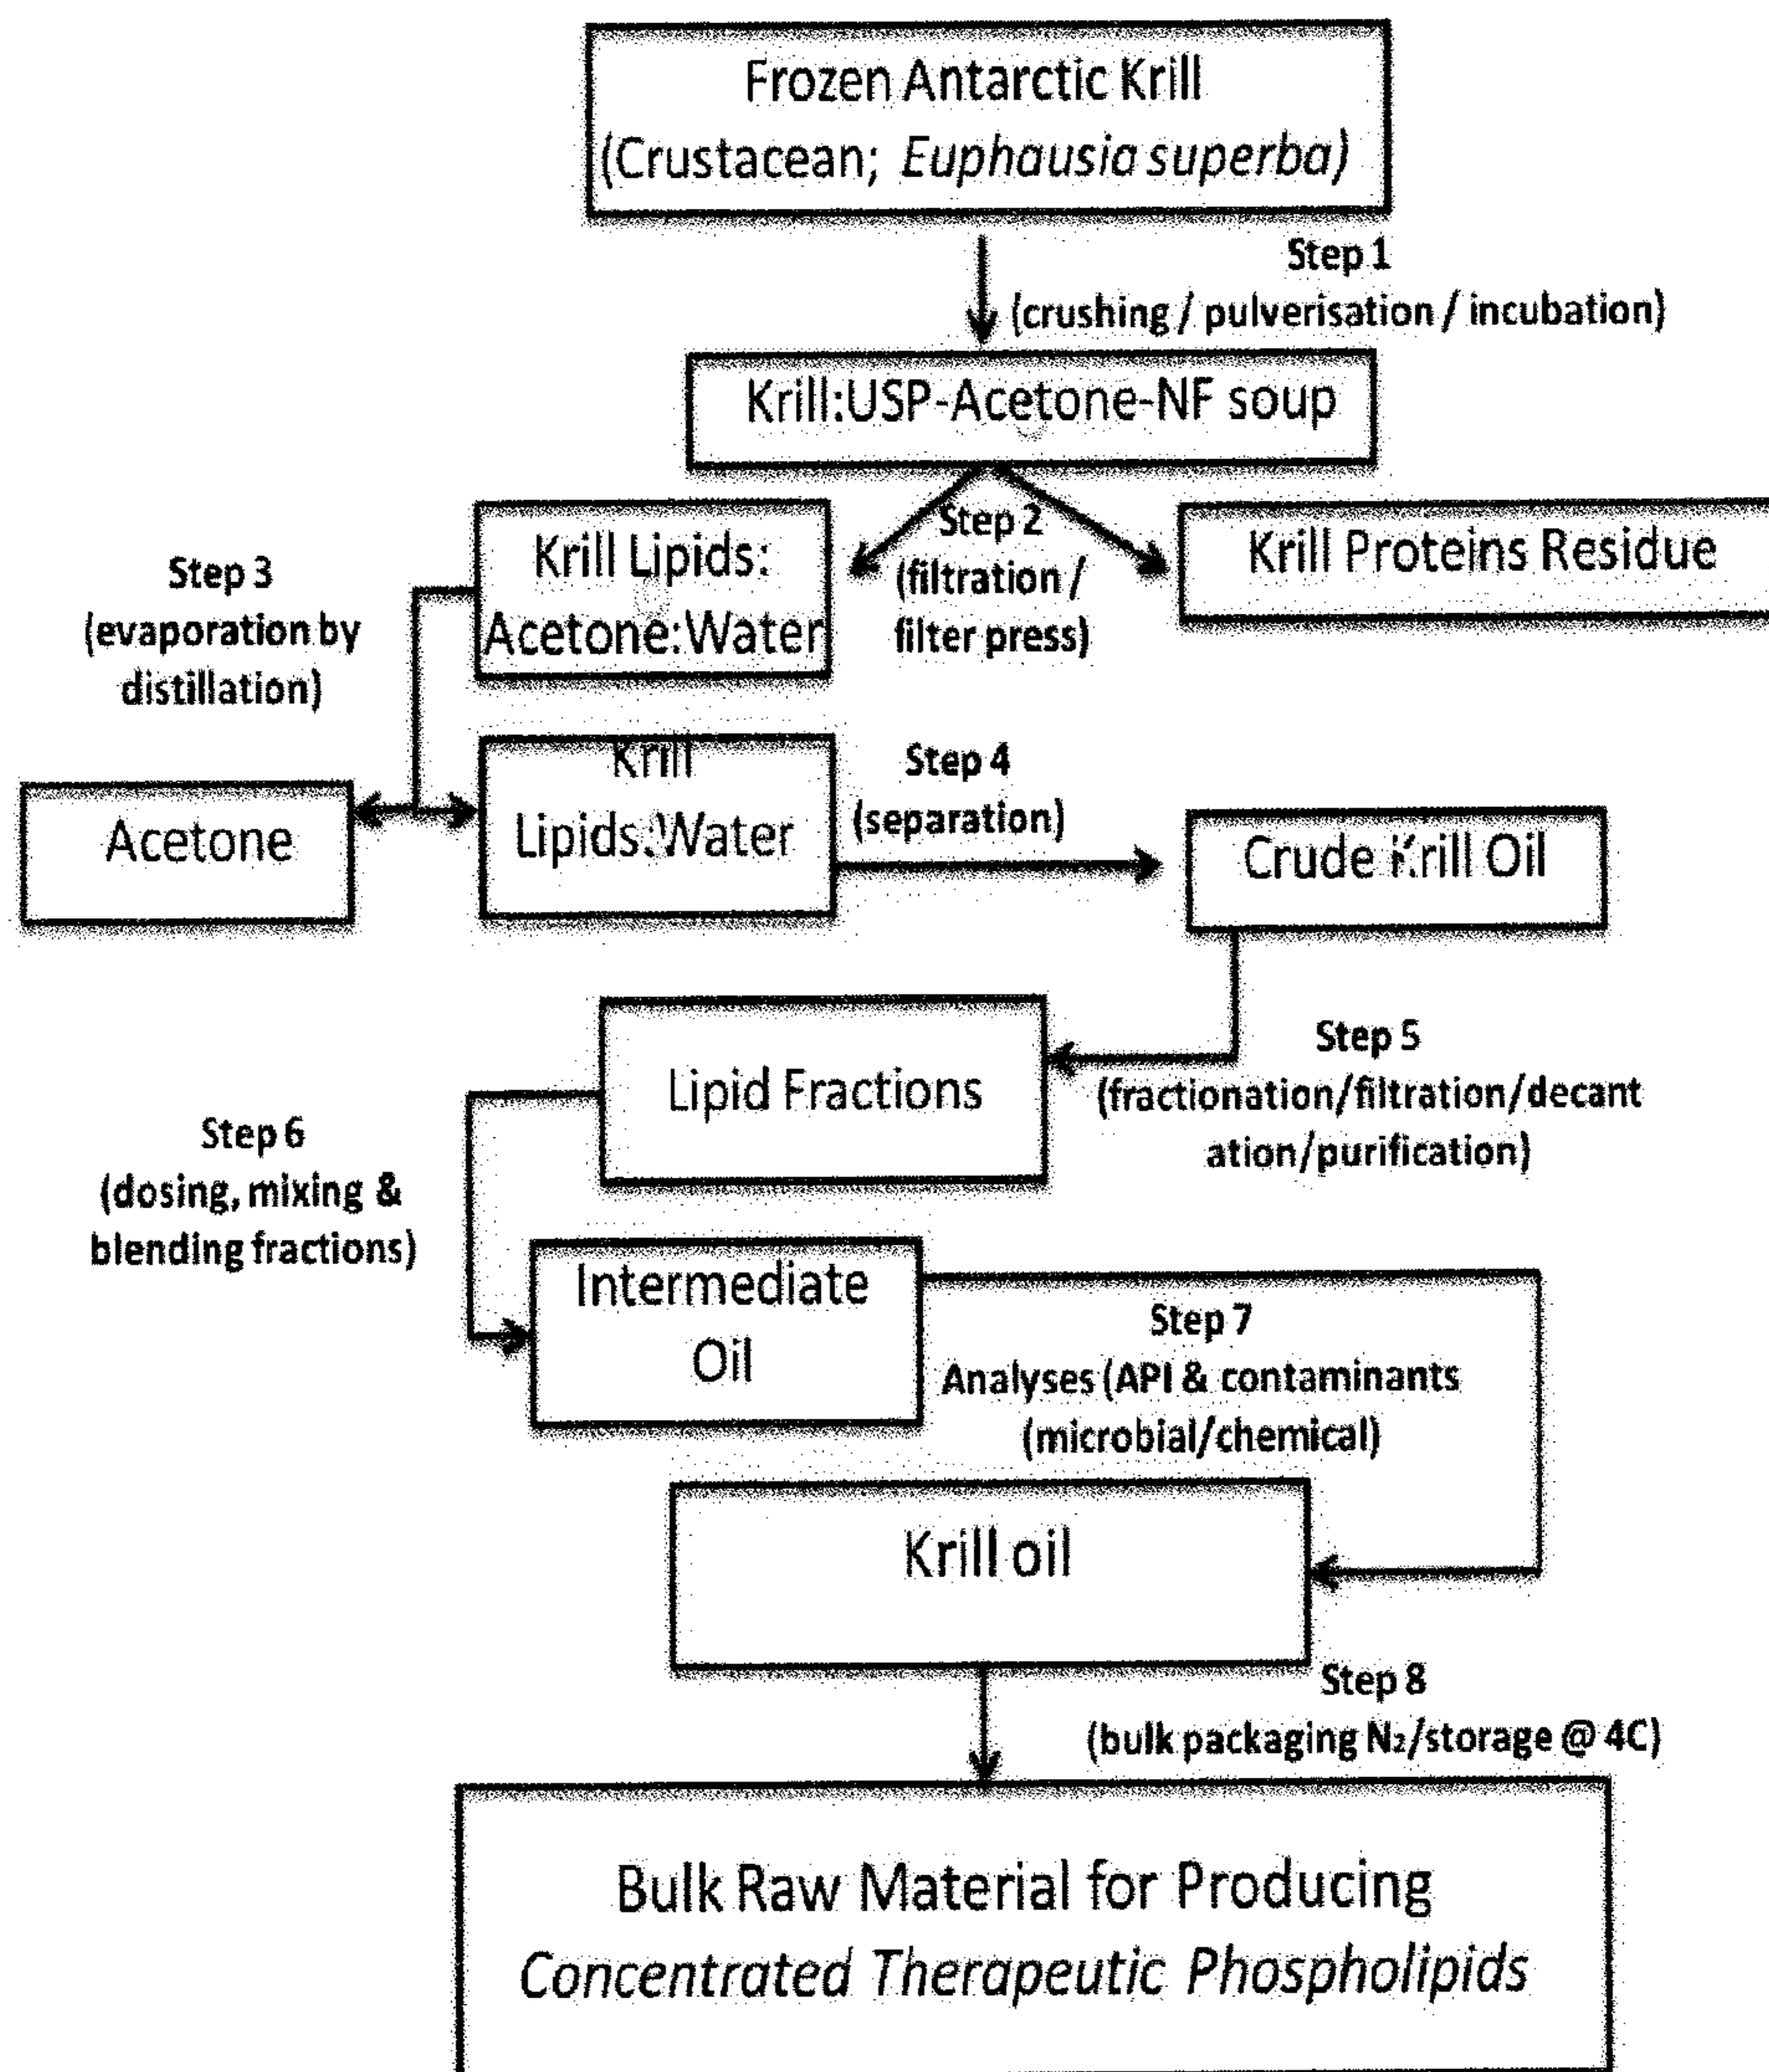 Frozen Antarctic Krill
(Crustacean; Euphausia superba)
Step 1
(crushing / pulverisation / incubation)
Krill:USP-Acetone-NF soup
Step 2
(filtration /
filter press)
Krill Lipids:
Acetone:Water
Krill Proteins Residue
Step 3
(evaporation by
distillation)
Acetone
Krill
Lipids:Water
Step 4
(separation)
Crude Krill Oil
Step 5
(fractionation/filtration/decant
ation/purification)
Lipid Fractions
Step 6
(dosing, mixing &
blending fractions)
Intermediate
Oil
Step 7
Analyses (API & contaminants
(microbial/chemical)
Krill oil
Step 8
(bulk packaging N₂/storage @ 4C)
Bulk Raw Material for Producing
Concentrated Therapeutic Phospholipids